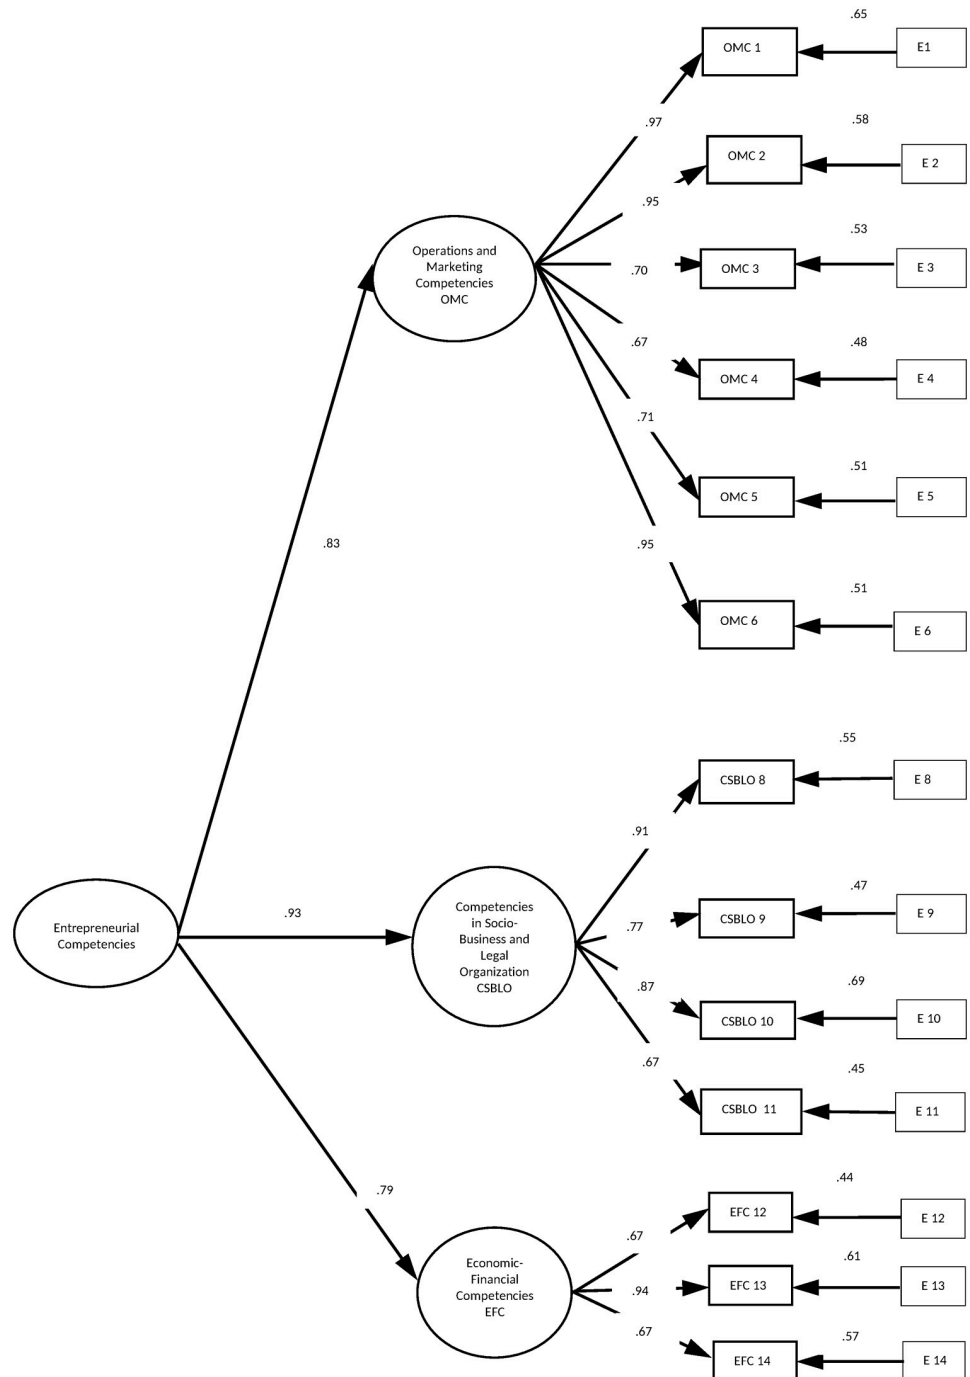 .65
OMC 1
E1
.97
.58
OMC 2
E 2
.95
.53
OMC 3
E 3
.70
Operations and
Marketing
Competencies
OMC
.48
.67
OMC 4
E 4
.71
.51
OMC 5
E 5
.83
.95
.51
OMC 6
E 6
.55
CSBLO 8
E 8
.91
.47
CSBLO 9
E 9
.77
.93
Entrepreneurial
Competencies
Competencies
in Socio-
Business and
Legal
Organization
CSBLO
.87
.69
CSBLO 10
E 10
.67
.45
CSBLO  11
E 11
.79
.44
EFC 12
E 12
.67
Economic-
Financial
Competencies
EFC
.61
.94
EFC 13
E 13
.67
.57
EFC 14
E 14